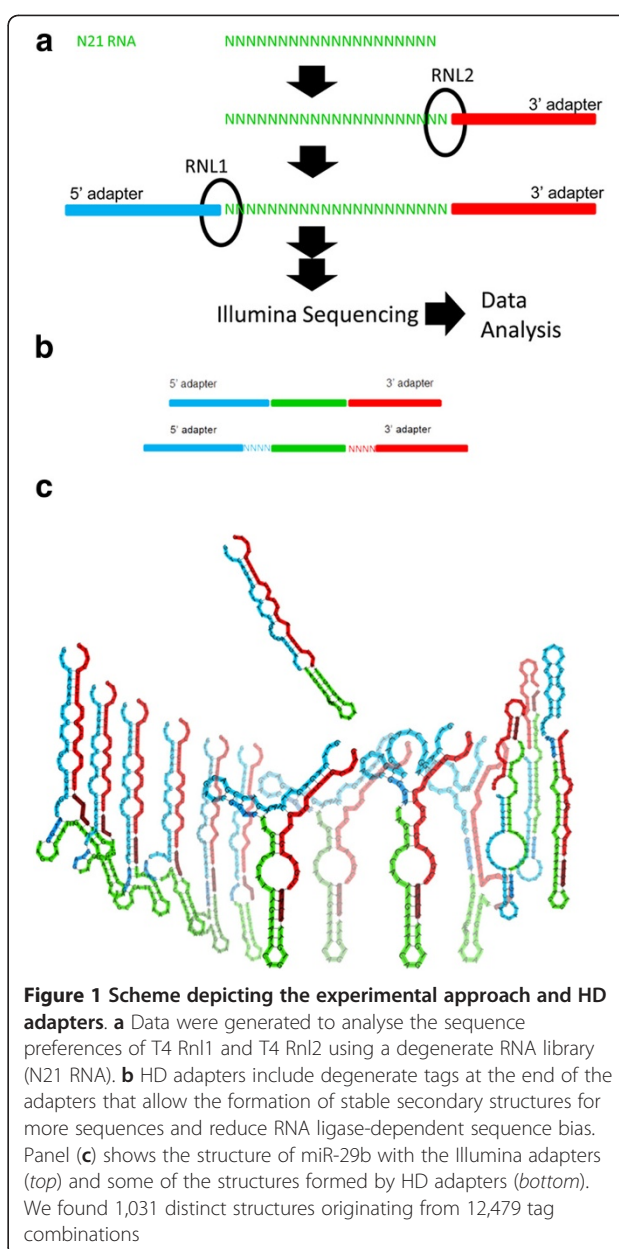 a
N21 RNA NNNNNNNNNNNNNNNNNNNN
RNL2
NNNNNNNNNNNNNNNNNNNNN
3' adapter
RNL1
5' adapter
NNNNNNNNNNNNNNNNNNNNN
3' adapter
Illumina Sequencing
Data
Analysis
b
5' adapter 3' adapter
5' adapter 3' adapter
NNNN NNNN
c
Figure 1 Scheme depicting the experimental approach and HD
adapters. a Data were generated to analyse the sequence
preferences of T4 Rnl1 and T4 Rnl2 using a degenerate RNA library
(N21 RNA). b HD adapters include degenerate tags at the end of the
adapters that allow the formation of stable secondary structures for
more sequences and reduce RNA ligase-dependent sequence bias.
Panel (c) shows the structure of miR-29b with the Illumina adapters
(top) and some of the structures formed by HD adapters (bottom).
We found 1,031 distinct structures originating from 12,479 tag
combinations